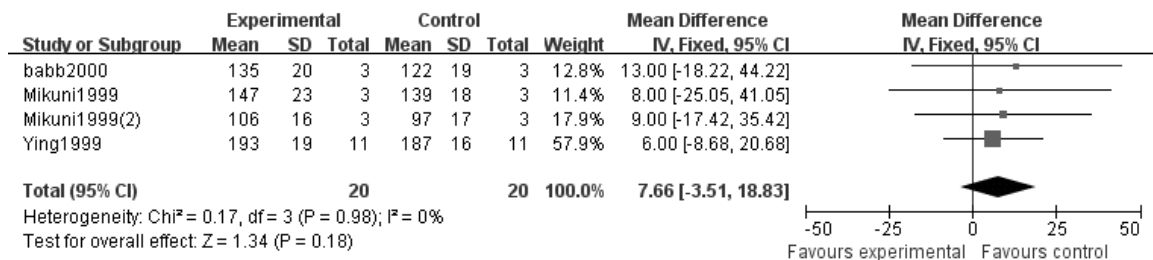 Experimental Control Mean Difference Mean Difference
Study or Subgroup Mean SD Total Mean SD Total Weight IV, Fixed, 95% CI IV, Fixed, 95% CI
babb2000 135 20 3 122 19 3 12.8% 13.00 [-18.22, 44.22]
Mikuni1999 147 23 3 139 18 3 11.4% 8.00 [-25.05, 41.05]
Mikuni1999(2) 106 16 3 97 17 3 17.9% 9.00 [-17.42, 35.42]
Ying1999 193 19 11 187 16 11 57.9% 6.00 [-8.68, 20.68]
Total (95% CI) 20 20 100.0% 7.66 [-3.51, 18.83]
Heterogeneity: Chi² = 0.17, df = 3 (P = 0.98); I² = 0%
Test for overall effect: Z = 1.34 (P = 0.18)
-50 -25 0 25 50
Favours experimental Favours control